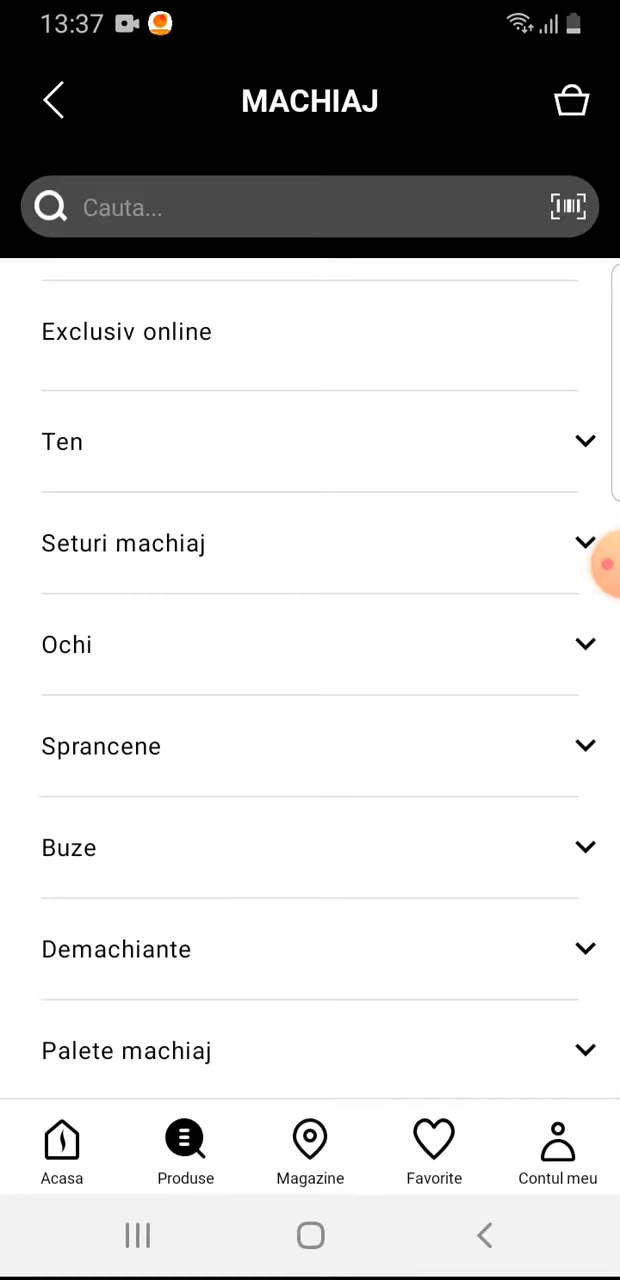 13:37
MACHIAJ
Cauta...
Exclusiv online
Ten
Seturi machiaj
Ochi
Sprancene
Buze
Demachiante
Palete machiaj
Acasa
Produse
Magazine
Favorite
Contul meu